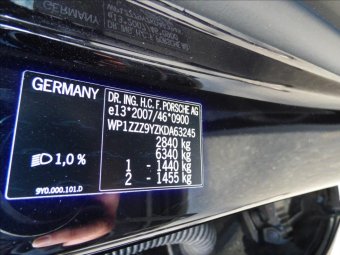 GERMANY
1,0 %
9Y0.000.101.D
DR. ING. H.C. F. PORSCHE AG
e13*2007/46*0900
WP1ZZZ9YZKDA63245
2840 kg
6340 kg
1 - 1440 kg
2 - 1455 kg